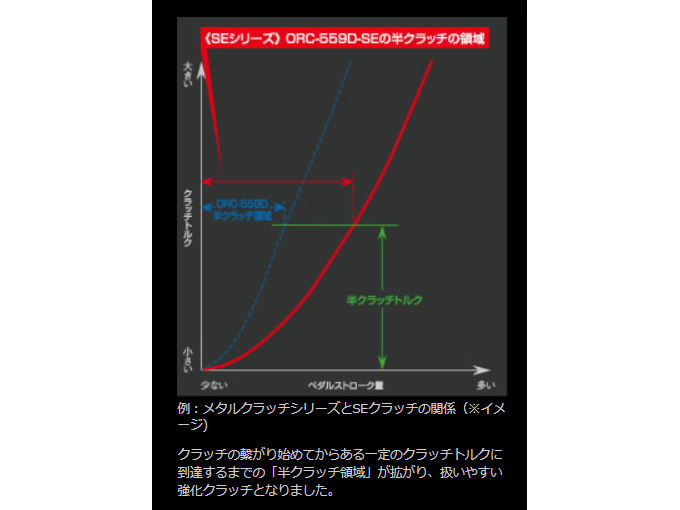 《SEシリーズ》ORC-559D-SEの半クラッチの領域
大きい
クラッチトルク
ORC-559D
半クラッチ領域
半クラッチトルク
小さい
少ない
ペダルストローク量
多い
例：メタルクラッチシリーズとSEクラッチの関係（※イメ
ージ)
クラッチの繋がり始めてからある一定のクラッチトルクに
到達するまでの「半クラッチ領域」が拡がり、扱いやすい
強化クラッチとなりました。